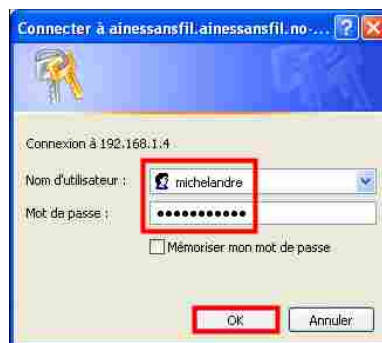 Connecter à ainessansfil.ainessansfil.no-...
Connexion à 192.168.1.4
Nom d'utilisateur : michelandre
Mot de passe : •••••••••••
Mémoriser mon mot de passe
OK Annuler